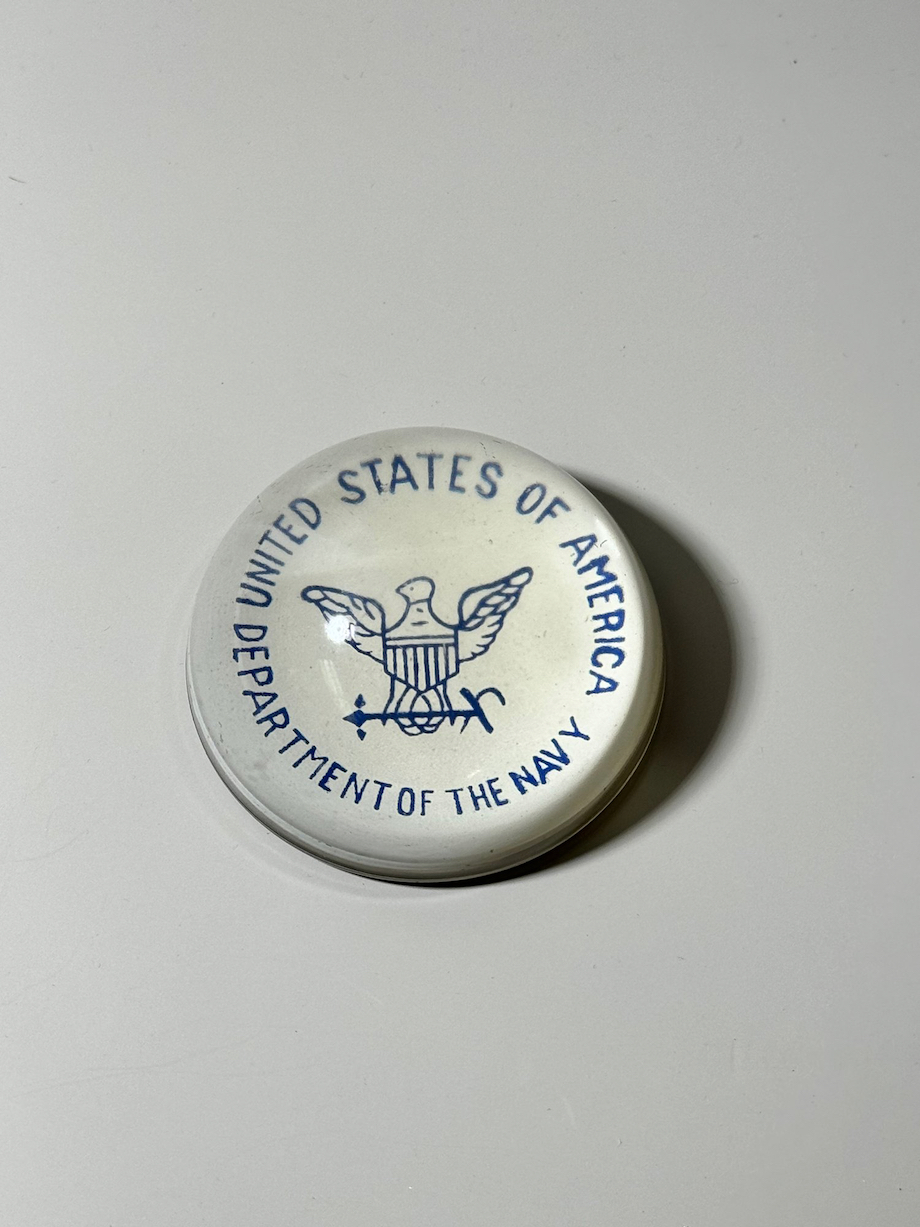 UNITED STATES OF AMERICA
DEPARTMENT OF THE NAVY